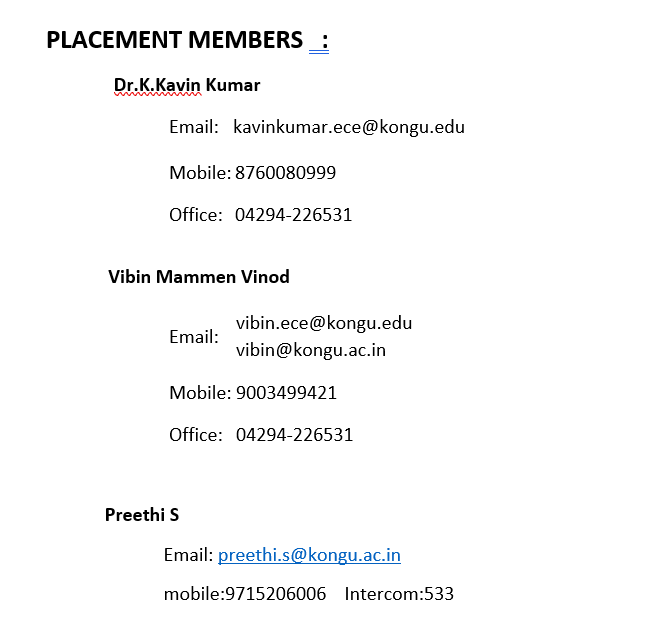 PLACEMENT MEMBERS :
Dr.K.Kavin Kumar
Email: kavinkumar.ece@kongu.edu
Mobile: 8760080999
Office: 04294-226531
Vibin Mammen Vinod
Email: vibin.ece@kongu.edu
vibin@kongu.ac.in
Mobile: 9003499421
Office: 04294-226531
Preethi S
Email: preethi.s@kongu.ac.in
mobile:9715206006 Intercom:533